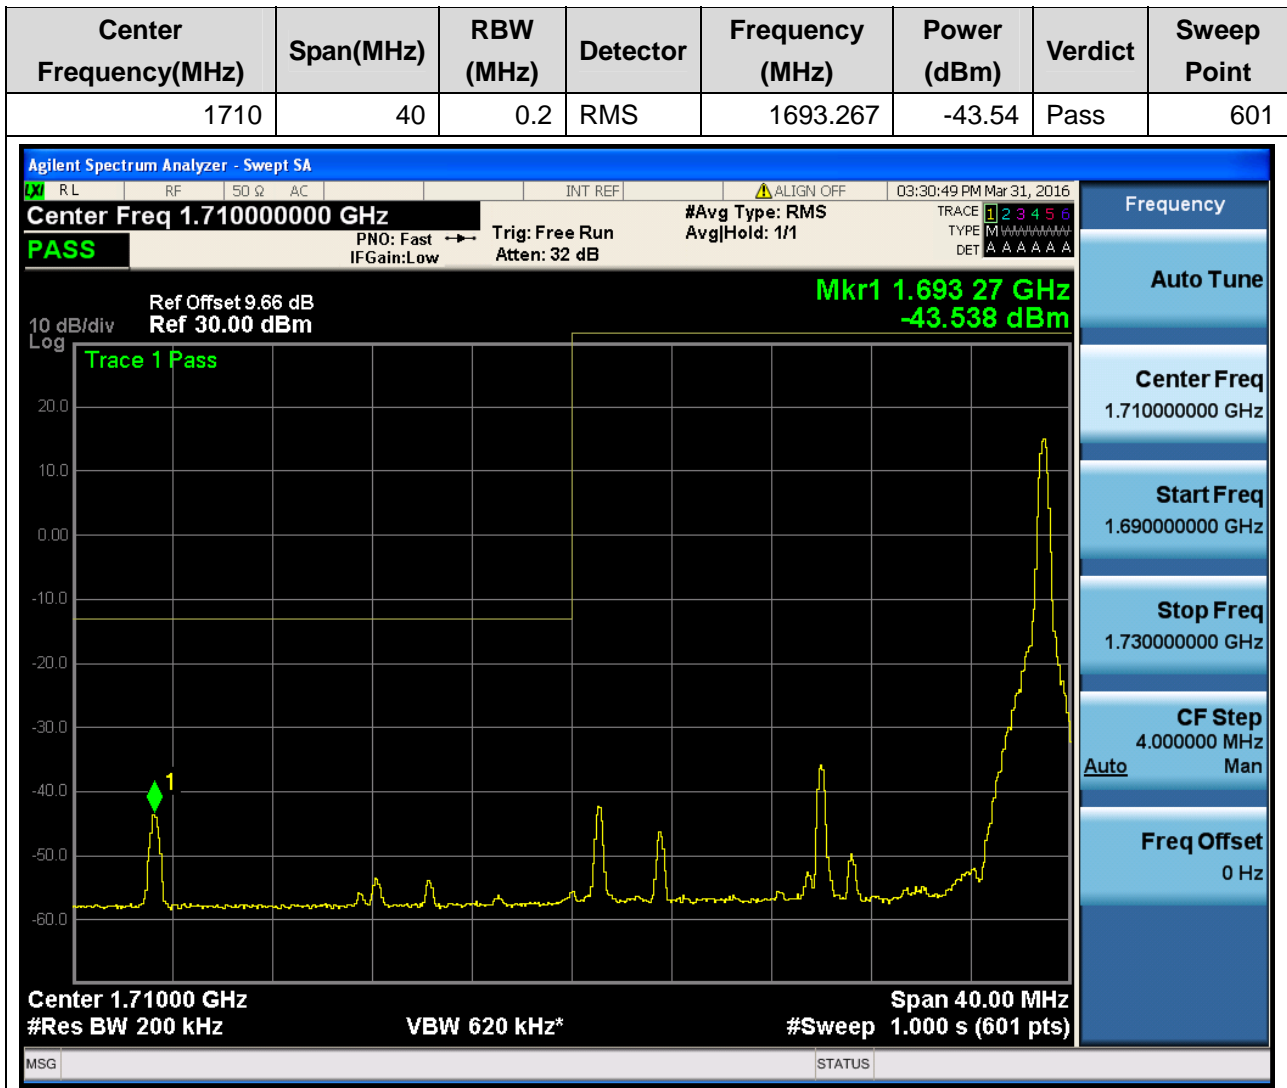 Center Frequency(MHz) Span(MHz) RBW (MHz) Detector Frequency (MHz) Power (dBm) Verdict Sweep Point
1710 40 0.2 RMS 1693.267 -43.54 Pass 601
Agilent Spectrum Analyzer - Swept SA
LXI RL RF 50 Ω AC INT REF ALIGN OFF 03:30:49 PM Mar 31, 2016
Center Freq 1.710000000 GHz
PASS
PNO: Fast
IFGain:Low
Trig: Free Run
Atten: 32 dB
#Avg Type: RMS
Avg|Hold: 1/1
TRACE 1 2 3 4 5 6
TYPE M WWWWW
DET A A A A A A
Ref Offset 9.66 dB
10 dB/div Ref 30.00 dBm
Log
Mkr1 1.693 27 GHz
-43.538 dBm
Trace 1 Pass
20.0
10.0
0.00
-10.0
-20.0
-30.0
-40.0
-50.0
-60.0
1
Center 1.71000 GHz Span 40.00 MHz
#Res BW 200 kHz VBW 620 kHz* #Sweep 1.000 s (601 pts)
MSG STATUS
Frequency
Auto Tune
Center Freq
1.710000000 GHz
Start Freq
1.690000000 GHz
Stop Freq
1.730000000 GHz
CF Step
4.000000 MHz
Auto Man
Freq Offset
0 Hz